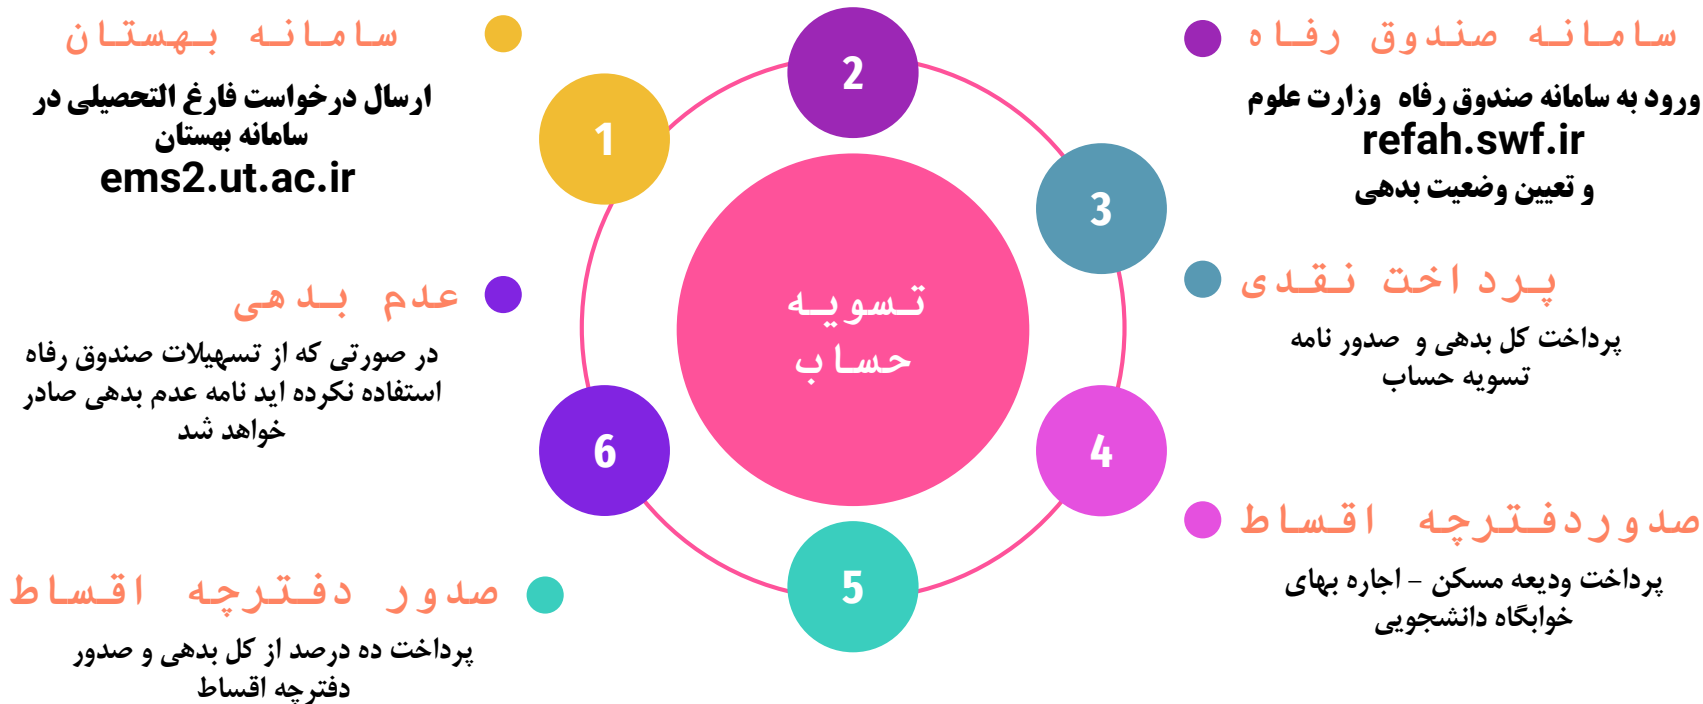 سامانه بهستان
ارسال درخواست فارغ التحصیلی در
سامانه بهستان
ems2.ut.ac.ir
1
سامانه صندوق رفاه
ورود به سامانه صندوق رفاه وزارت علوم
refah.swf.ir
و تعیین وضعیت بدهی
2
پرداخت نقدی
پرداخت کل بدهی و صدور نامه
تسویه حساب
3
صدوردفترچه اقساط
پرداخت ودیعه مسکن - اجاره بهای
خوابگاه دانشجویی
4
صدور دفترچه اقساط
پرداخت ده درصد از کل بدهی و صدور
دفترچه اقساط
5
عدم بدهی
در صورتی که از تسهیلات صندوق رفاه
استفاده نکرده اید نامه عدم بدهی صادر
خواهد شد
6
تسویه
حساب